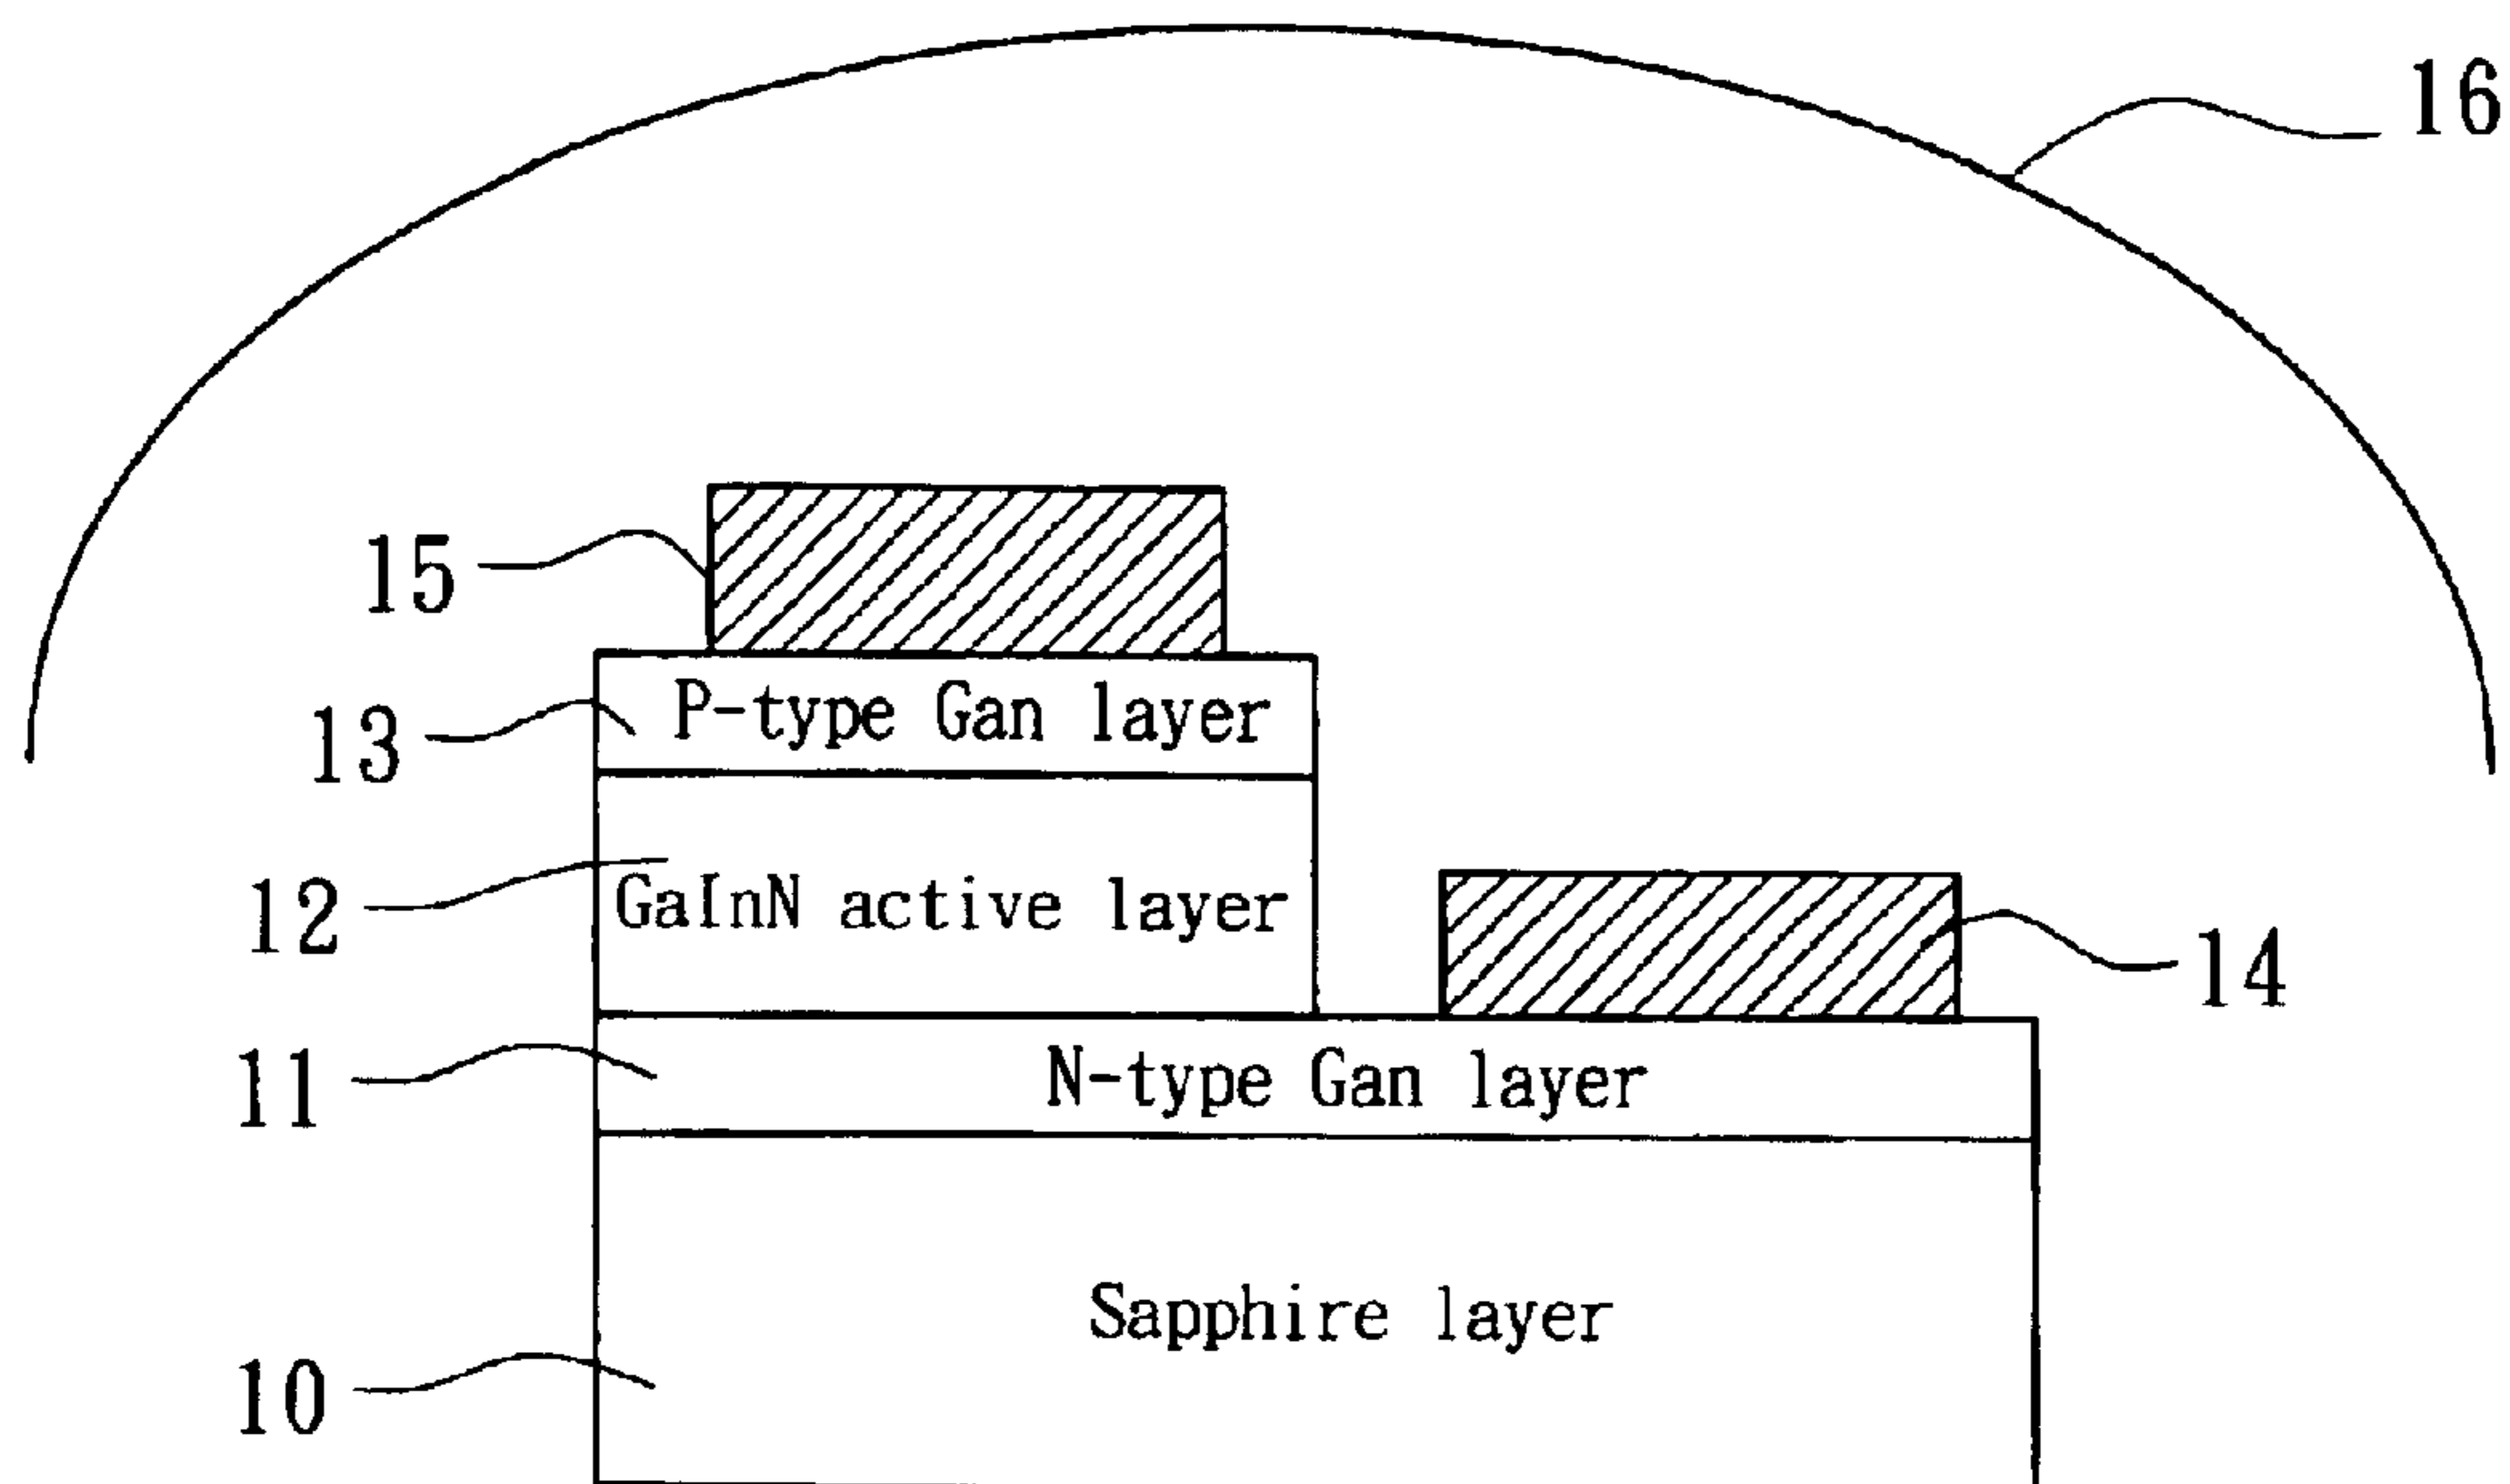 16
15
P-type Gan layer
13
12
GaInN active layer
14
11
N-type Gan layer
Sapphire layer
10